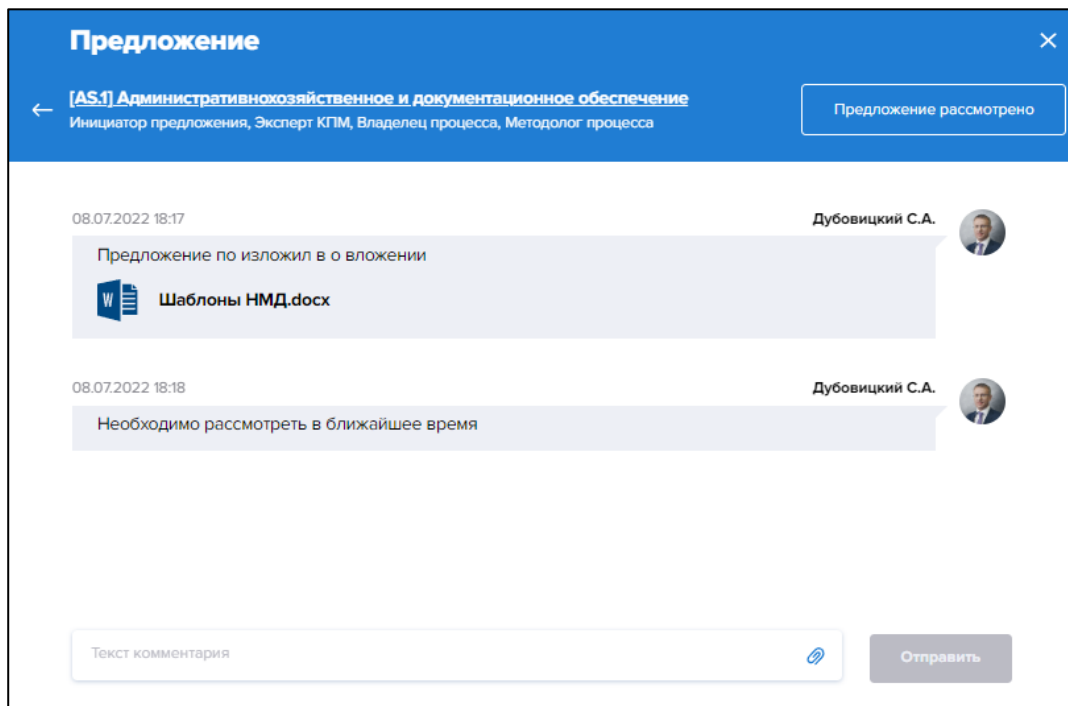 Предложение
[AS.1] Административнохозяйственное и документационное обеспечение
Инициатор предложения, Эксперт КПМ, Владелец процесса, Методолог процесса
Предложение рассмотрено
08.07.2022 18:17
Дубовицкий С.А.
Предложение по изложил в о вложении
W
Шаблоны НМД.docx
08.07.2022 18:18
Дубовицкий С.А.
Необходимо рассмотреть в ближайшее время
Текст комментария
Отправить